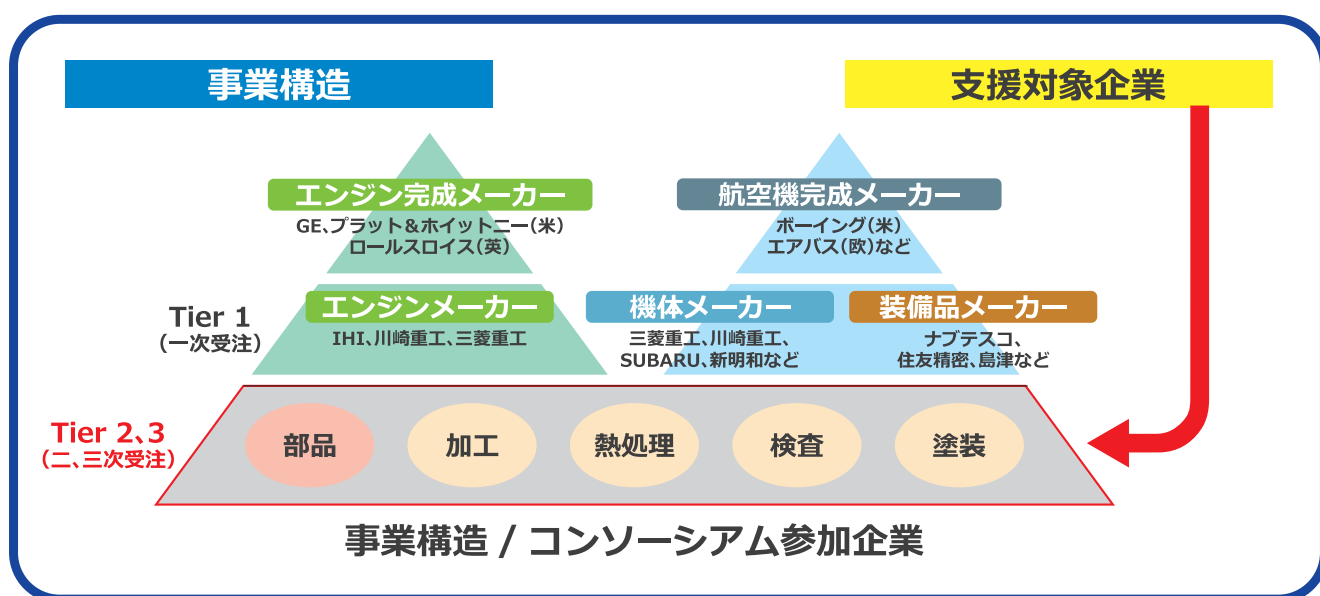 事業構造
支援対象企業
エンジン完成メーカー
GE、プラット＆ホイットニー(米)
ロールスロイス(英)
航空機完成メーカー
ボーイング(米)
エアバス(欧)など
Tier 1
(一次受注)
エンジンメーカー
IHI、川崎重工、三菱重工
機体メーカー
三菱重工、川崎重工、
SUBARU、新明和など
装備品メーカー
ナブテスコ、
住友精密、島津など
Tier 2、3
(二、三次受注)
部品
加工
熱処理
検査
塗装
事業構造 / コンソーシアム参加企業